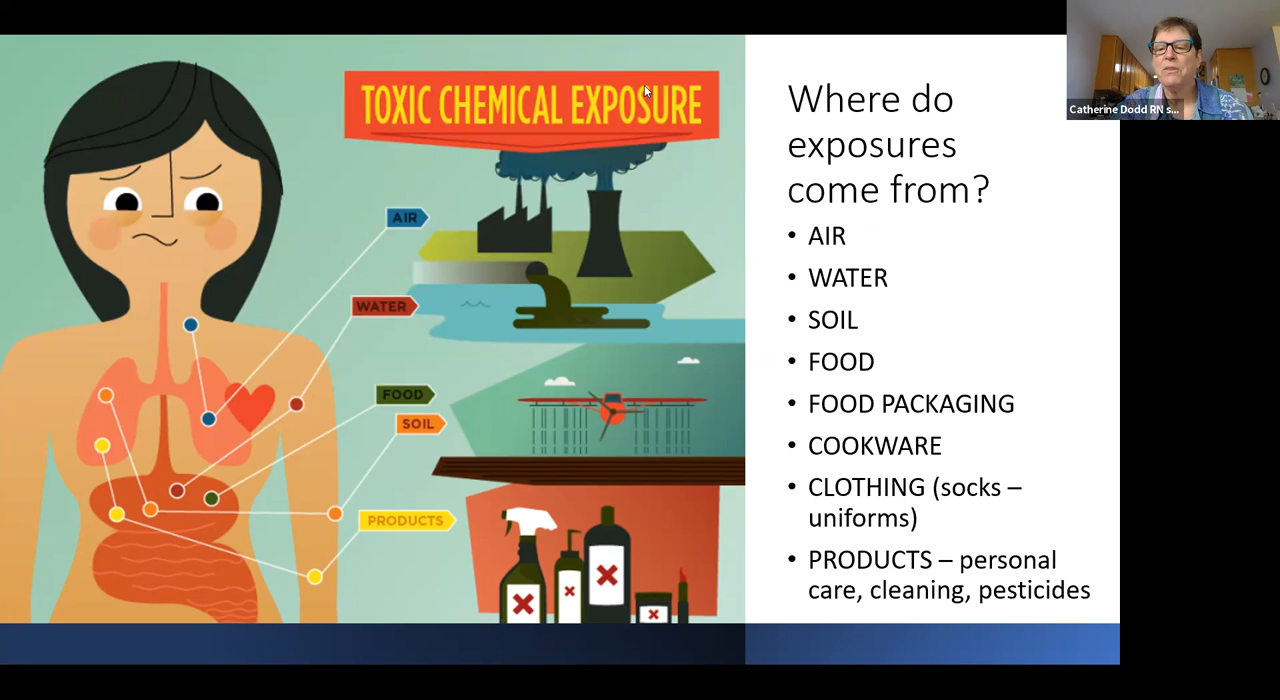 TOXIC CHEMICAL EXPOSURE
AIR
WATER
FOOD
SOIL
PRODUCTS
Where do
exposures
come from?
• AIR
• WATER
• SOIL
• FOOD
• FOOD PACKAGING
• COOKWARE
• CLOTHING (socks –
uniforms)
• PRODUCTS – personal
care, cleaning, pesticides
Catherine Dodd RN s...